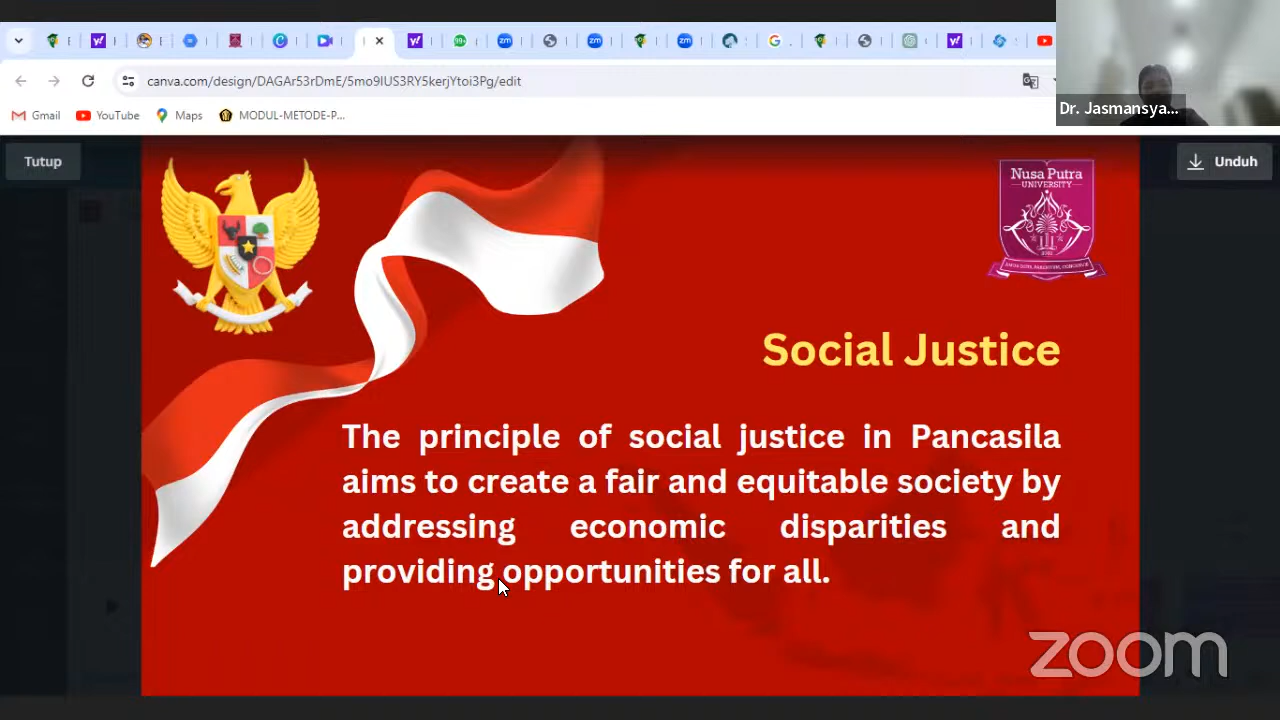 canva.com/design/DAGAr53rDmE/5mo9IUS3RY5kerjYtoi3Pg/edit
Gmail
YouTube
Maps
MODUL-METODE-P...
Dr. Jasmansya...
Tutup
Unduh
Nusa Putra
UNIVERSITY
Social Justice
The principle of social justice in Pancasila
aims to create a fair and equitable society by
addressing economic disparities and
providing opportunities for all.
zoom